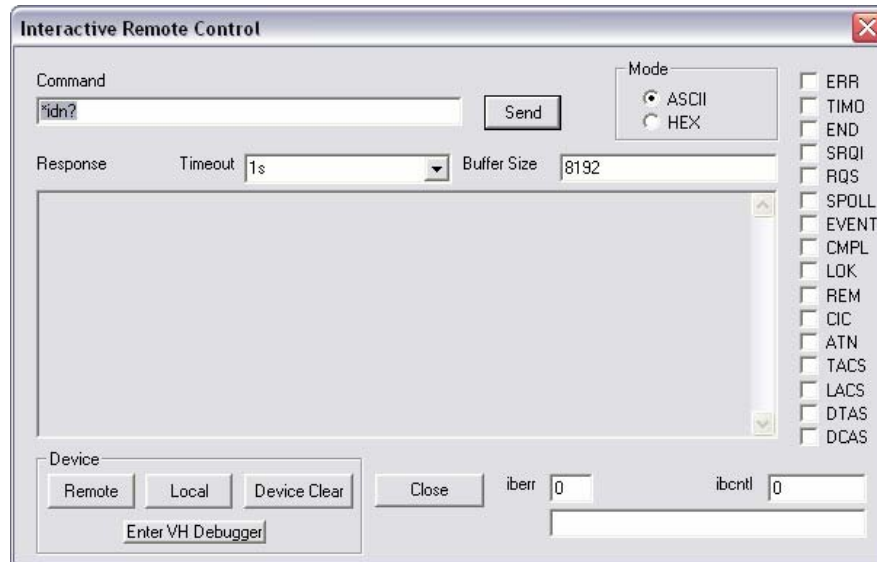 Interactive Remote Control
Command
*idn?
Send
Mode
ASCII
HEX
Response
Timeout
1s
Buffer Size
8192
ERR
TIMO
END
SRQI
RQS
SPOLL
EVENT
CMPL
LOK
REM
CIC
ATN
TACS
LACS
DTAS
DCAS
Device
Remote
Local
Device Clear
Enter VH Debugger
Close
iberr
0
ibcntl
0